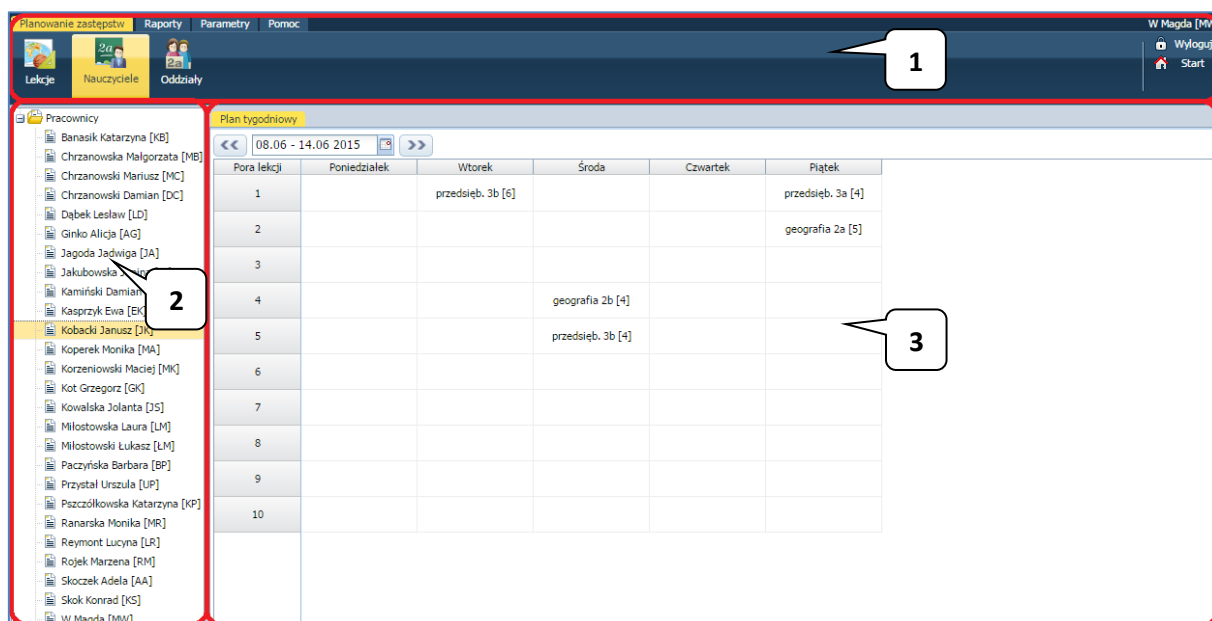 Planowanie zastępstw Raporty Parametry Pomoc W Magda [MW
2a
2a
Lekcje Nauczyciele Oddziały
Wyloguj
Start
1
Pracownicy
Banasik Katarzyna [KB]
Chrzanowska Małgorzata [MB]
Chrzanowski Mariusz [MC]
Chrzanowski Damian [DC]
Dąbek Lesław [LD]
Ginko Alicja [AG]
Jagoda Jadwiga [JA]
Jakubowska
Kamiński Damian
Kasprzyk Ewa [EK]
Kobacki Janusz [JK]
Koperek Monika [MA]
Korzeniowski Maciej [MK]
Kot Grzegorz [GK]
Kowalska Jolanta [JS]
Miłostowska Laura [LM]
Miłostowski Łukasz [ŁM]
Paczyńska Barbara [BP]
Przystał Urszula [UP]
Pszczółkowska Katarzyna [KP]
Ranarska Monika [MR]
Reymont Lucyna [LR]
Rojek Marzena [RM]
Skoczek Adela [AA]
Skok Konrad [KS]
W Magda [MW]
2
Plan tygodniowy
<< 08.06 - 14.06 2015 >>
Pora lekcji Poniedziałek Wtorek Środa Czwartek Piątek
1 przedsięb. 3b [6] przedsięb. 3a [4]
2 geografia 2a [5]
3
4 geografia 2b [4]
5 przedsięb. 3b [4]
6
7
8
9
10
3